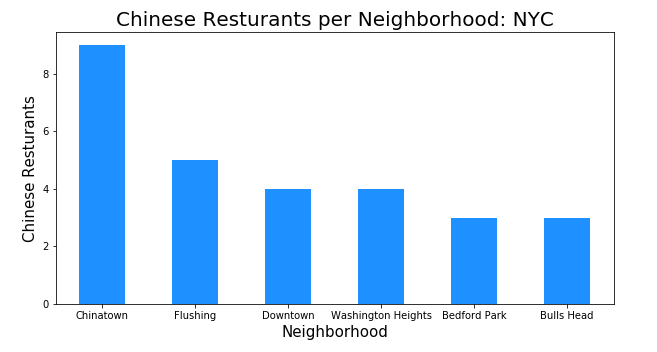 Chinese Resturants per Neighborhood: NYC
Chinese Resturants
8
6
4
2
0
Chinatown Flushing Downtown Washington Heights Bedford Park Bulls Head
Neighborhood